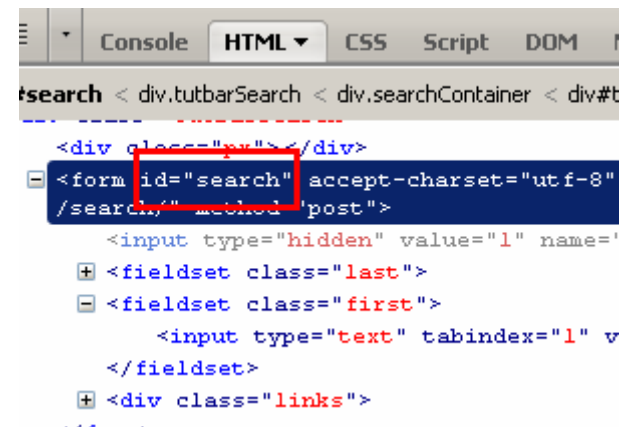 Console HTML CSS Script DOM
#search < div.tutbarSearch < div.searchContainer < div#t
<div class="px"></div>
<form id="search" accept-charset="utf-8"
/search/" method="post">
<input type="hidden" value="1" name="
<fieldset class="last">
<fieldset class="first">
<input type="text" tabindex="1" v
</fieldset>
<div class="links">